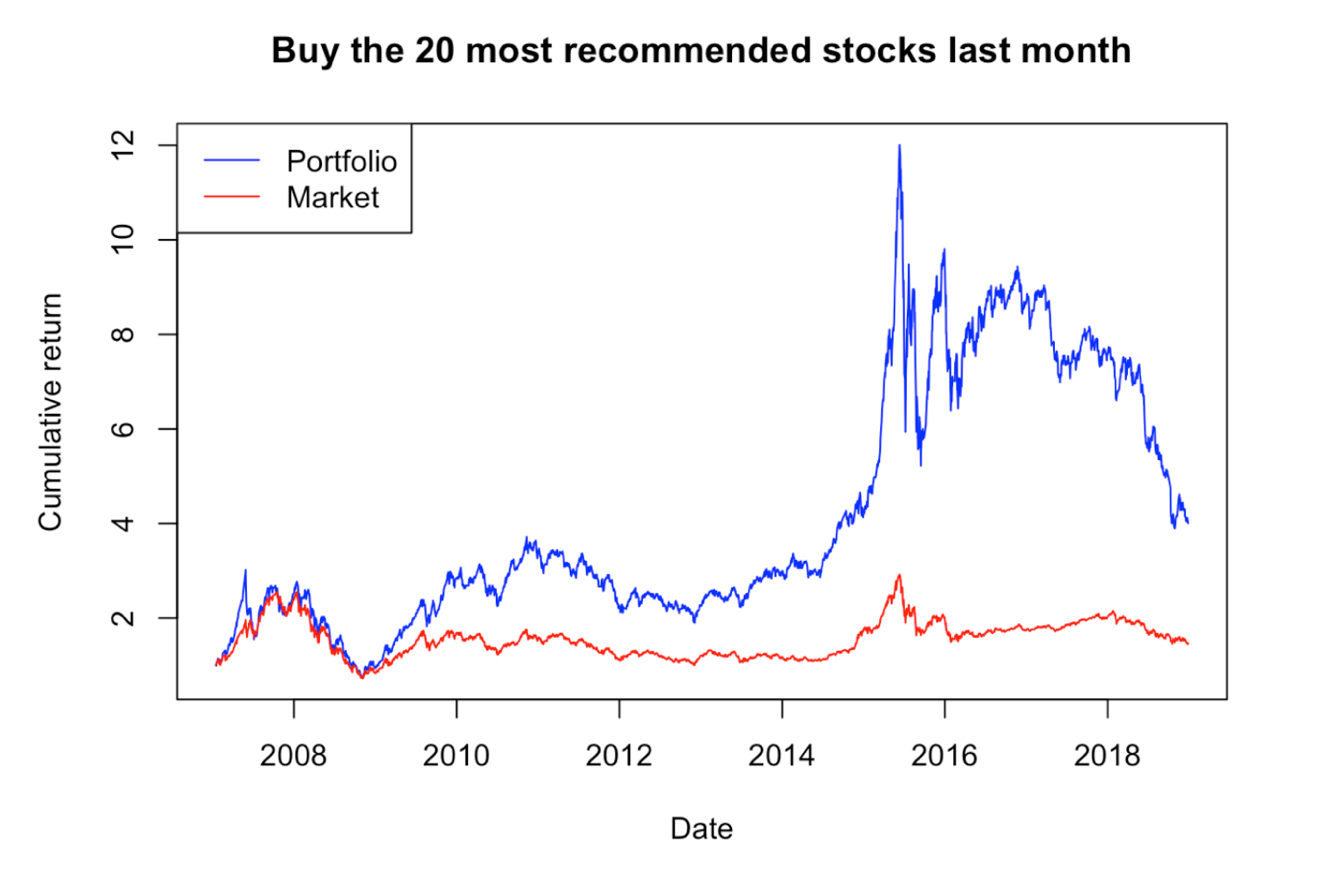 Buy the 20 most recommended stocks last month
Portfolio
Market
Cumulative return
12
10
8
6
4
2
2008 2010 2012 2014 2016 2018
Date